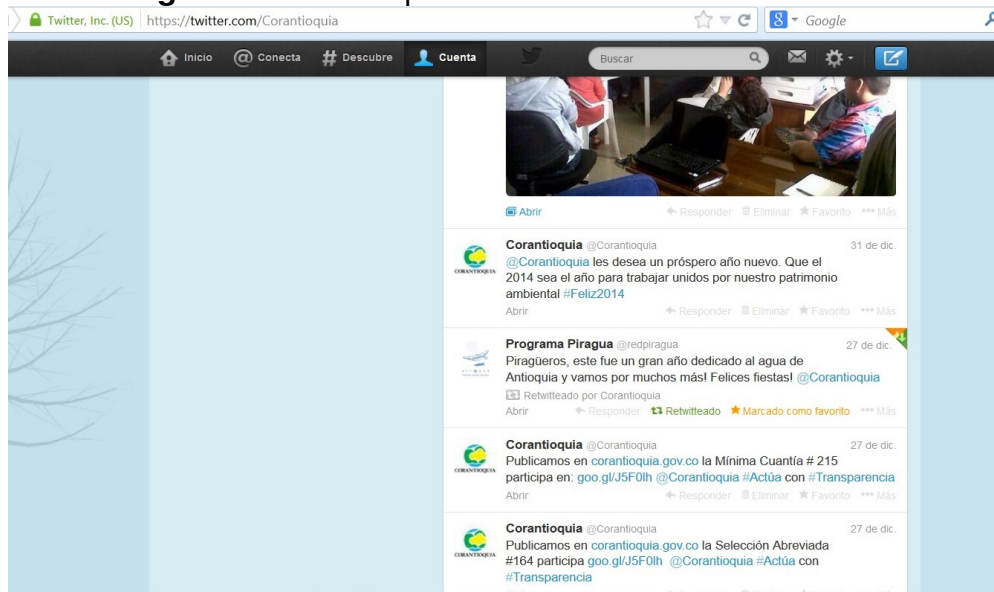 Twitter, Inc. (US) https://twitter.com/Corantioquia Google
Inicio Conecta # Descubre Cuenta Buscar
Abrir Responder Eliminar Favorito Más
Corantioquia @Corantioquia 31 de dic.
@Corantioquia les desea un próspero año nuevo. Que el
2014 sea el año para trabajar unidos por nuestro patrimonio
ambiental #Feliz2014
Abrir Responder Eliminar Favorito Más
CORANTIOQUIA
Programa Piragua @redpiragua 27 de dic.
Piragüeros, este fue un gran año dedicado al agua de
Antioquia y vamos por muchos más! Felices fiestas! @Corantioquia
Retwitteado por Corantioquia
Abrir Responder Retwitteado Marcado como favorito Más
Corantioquia @Corantioquia 27 de dic.
Publicamos en corantioquia.gov.co la Mínima Cuantía # 215
participa en: goo.gl/J5F0lh @Corantioquia #Actúa con #Transparencia
CORANTIOQUIA
Abrir Responder Eliminar Favorito Más
Corantioquia @Corantioquia 27 de dic.
Publicamos en corantioquia.gov.co la Selección Abreviada
#164 participa goo.gl/J5F0lh @Corantioquia #Actúa con
CORANTIOQUIA
#Transparencia